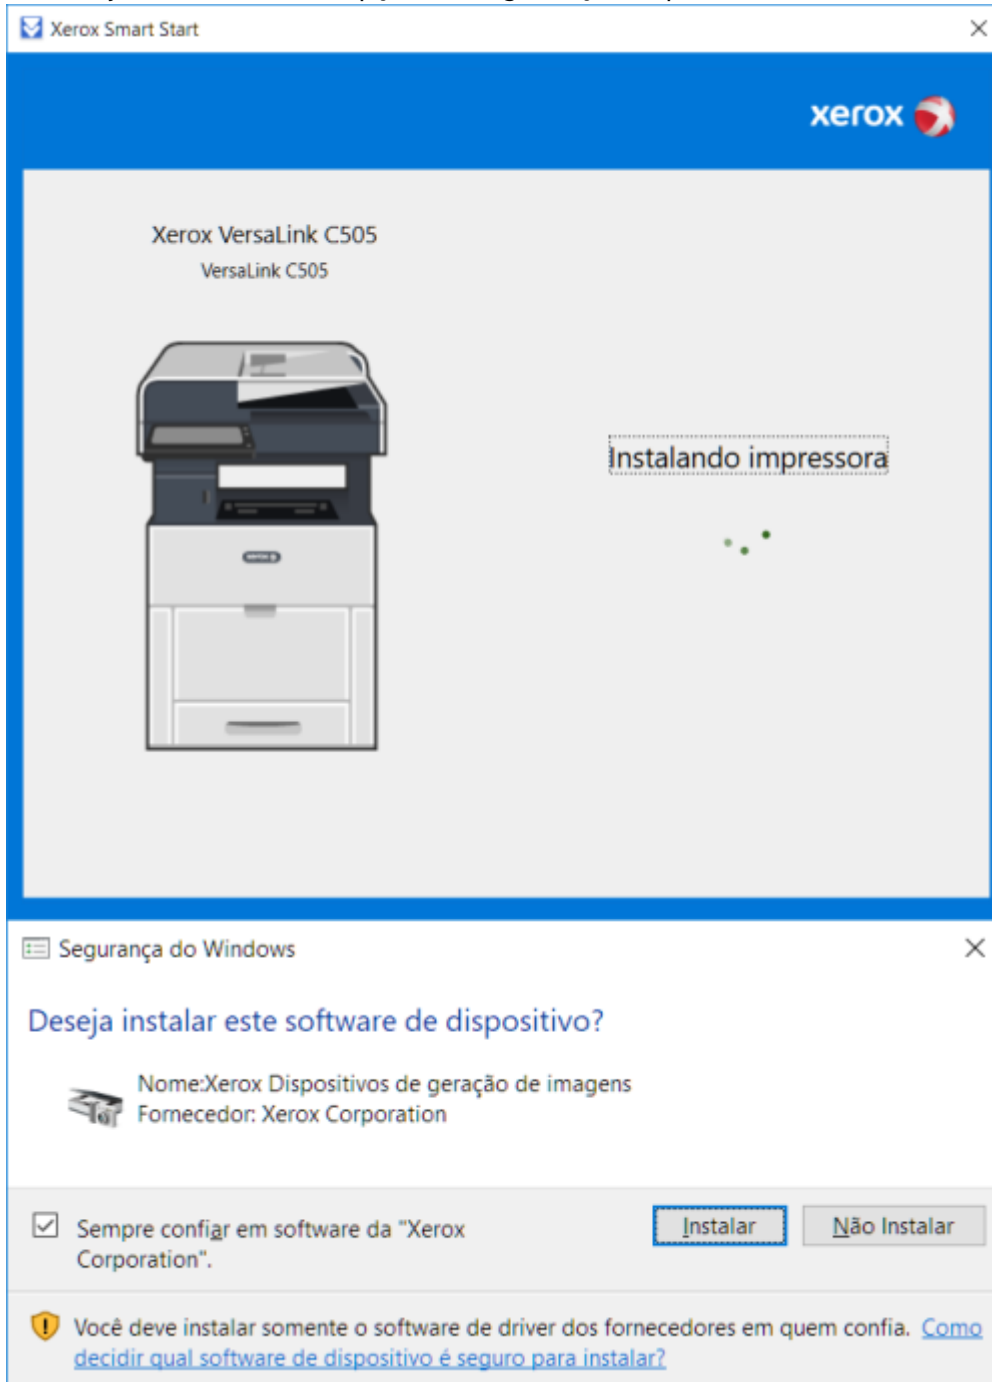 Xerox Smart Start
xerox
Xerox VersaLink C505
VersaLink C505
Instalando impressora
Segurança do Windows
Deseja instalar este software de dispositivo?
Nome:Xerox Dispositivos de geração de imagens
Fornecedor: Xerox Corporation
Sempre confiar em software da "Xerox
Corporation".
Instalar
Não Instalar
Você deve instalar somente o software de driver dos fornecedores em quem confia. Como
decidir qual software de dispositivo é seguro para instalar?